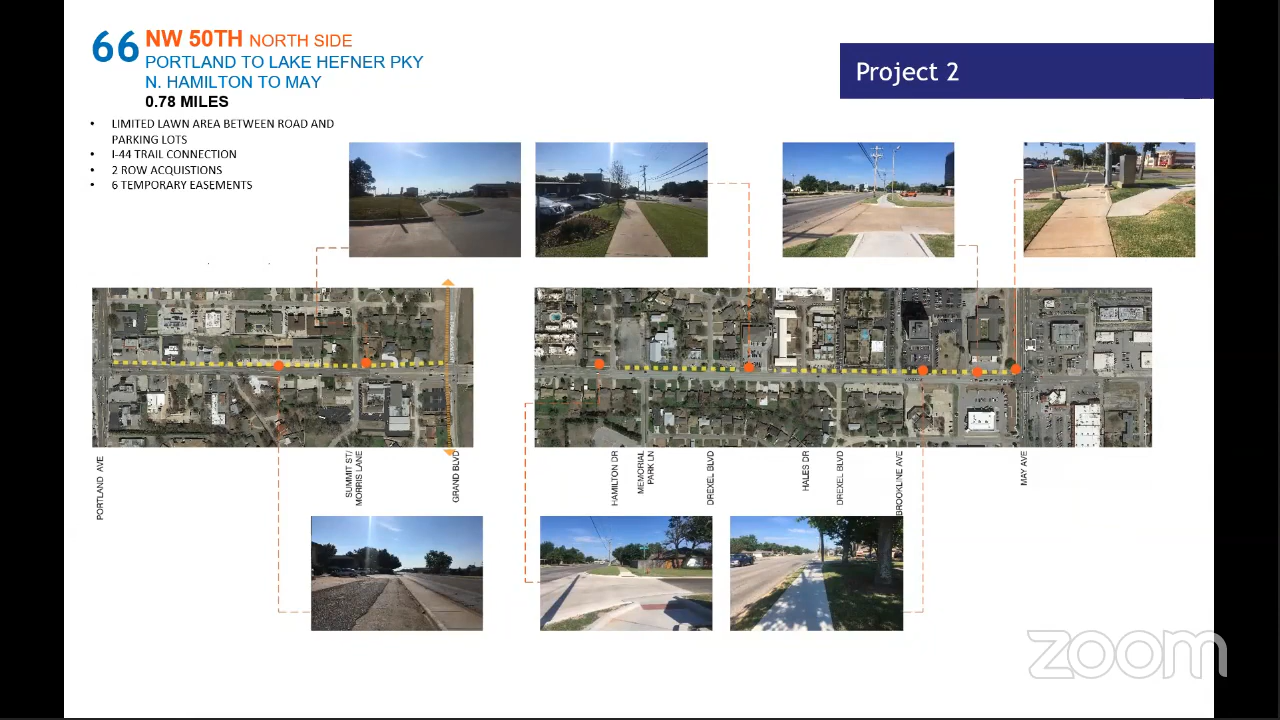 66
NW 50TH NORTH SIDE
PORTLAND TO LAKE HEFNER PKY
N. HAMILTON TO MAY
0.78 MILES
• LIMITED LAWN AREA BETWEEN ROAD AND
PARKING LOTS
• I-44 TRAIL CONNECTION
• 2 ROW ACQUISTIONS
• 6 TEMPORARY EASEMENTS
Project 2
PORTLAND AVE
SUMMIT ST/
MORRIS LANE
GRAND BLVD
HAMILTON DR
MEMORIAL
PARK LN
DREXEL BLVD
HALES DR
DREXEL BLVD
BROOKLINE AVE
MAY AVE
zoom